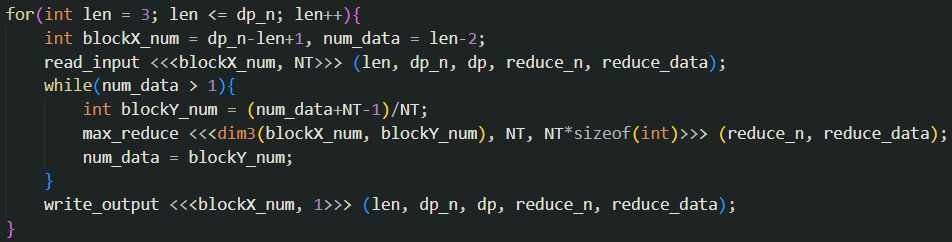 for(int len = 3; len <= dp_n; len++){
    int blockX_num = dp_n-len+1, num_data = len-2;
    read_input <<<blockX_num, NT>>> (len, dp_n, dp, reduce_n, reduce_data);
    while(num_data > 1){
        int blockY_num = (num_data+NT-1)/NT;
        max_reduce <<<dim3(blockX_num, blockY_num), NT, NT*sizeof(int)>>> (reduce_n, reduce_data);
        num_data = blockY_num;
    }
    write_output <<<blockX_num, 1>>> (len, dp_n, dp, reduce_n, reduce_data);
}